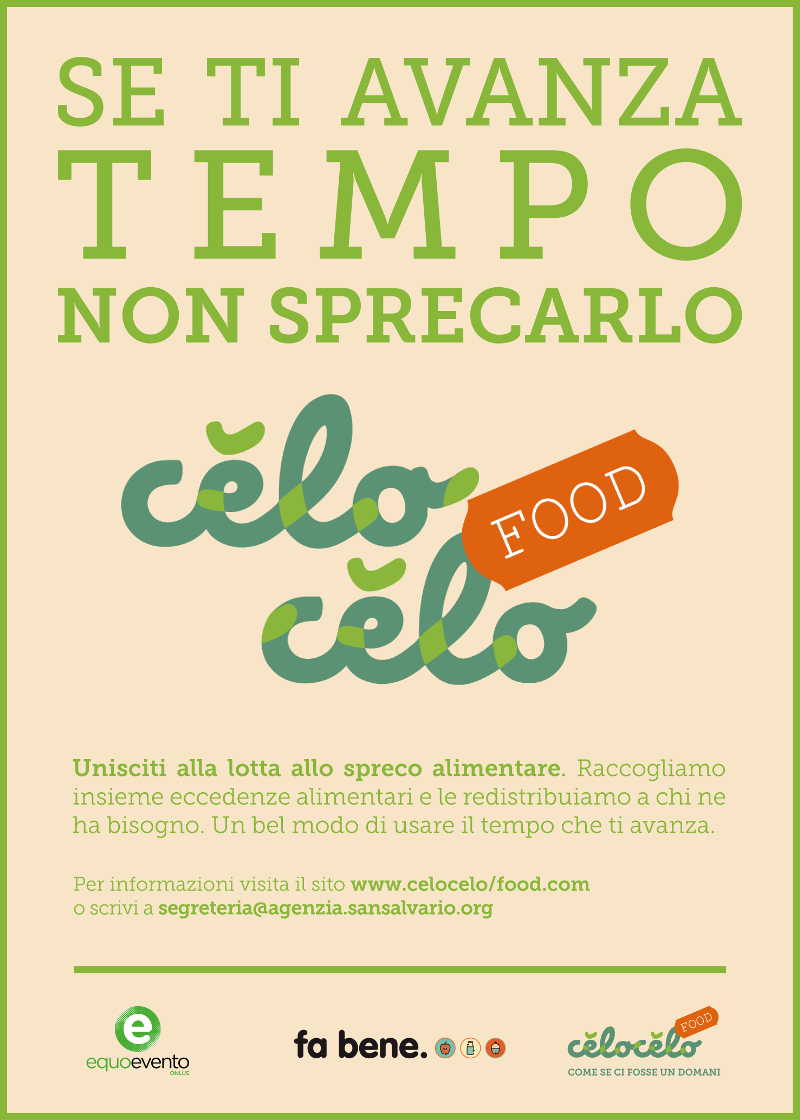 SE TI AVANZA
TEMPO
NON SPRECARLO
cĕlo
FOOD
cĕlo
Unisciti alla lotta allo spreco alimentare. Raccogliamo
insieme eccedenze alimentari e le redistribuiamo a chi ne
ha bisogno. Un bel modo di usare il tempo che ti avanza.
Per informazioni visita il sito www.celocelo/food.com
o scrivi a segreteria@agenzia.sansalvario.org
e
equoevento
ONLUS
fa bene.
cĕlocĕlo
FOOD
COME SE CI FOSSE UN DOMANI